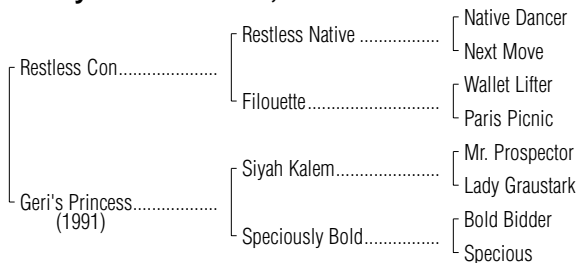 Native Dancer
Restless Native .................
Next Move
Restless Con.....................
Wallet Lifter
Filouette............................
Paris Picnic
Mr. Prospector
Siyah Kalem......................
Lady Graustark
Geri's Princess.................
(1991)
Bold Bidder
Speciously Bold................
Specious